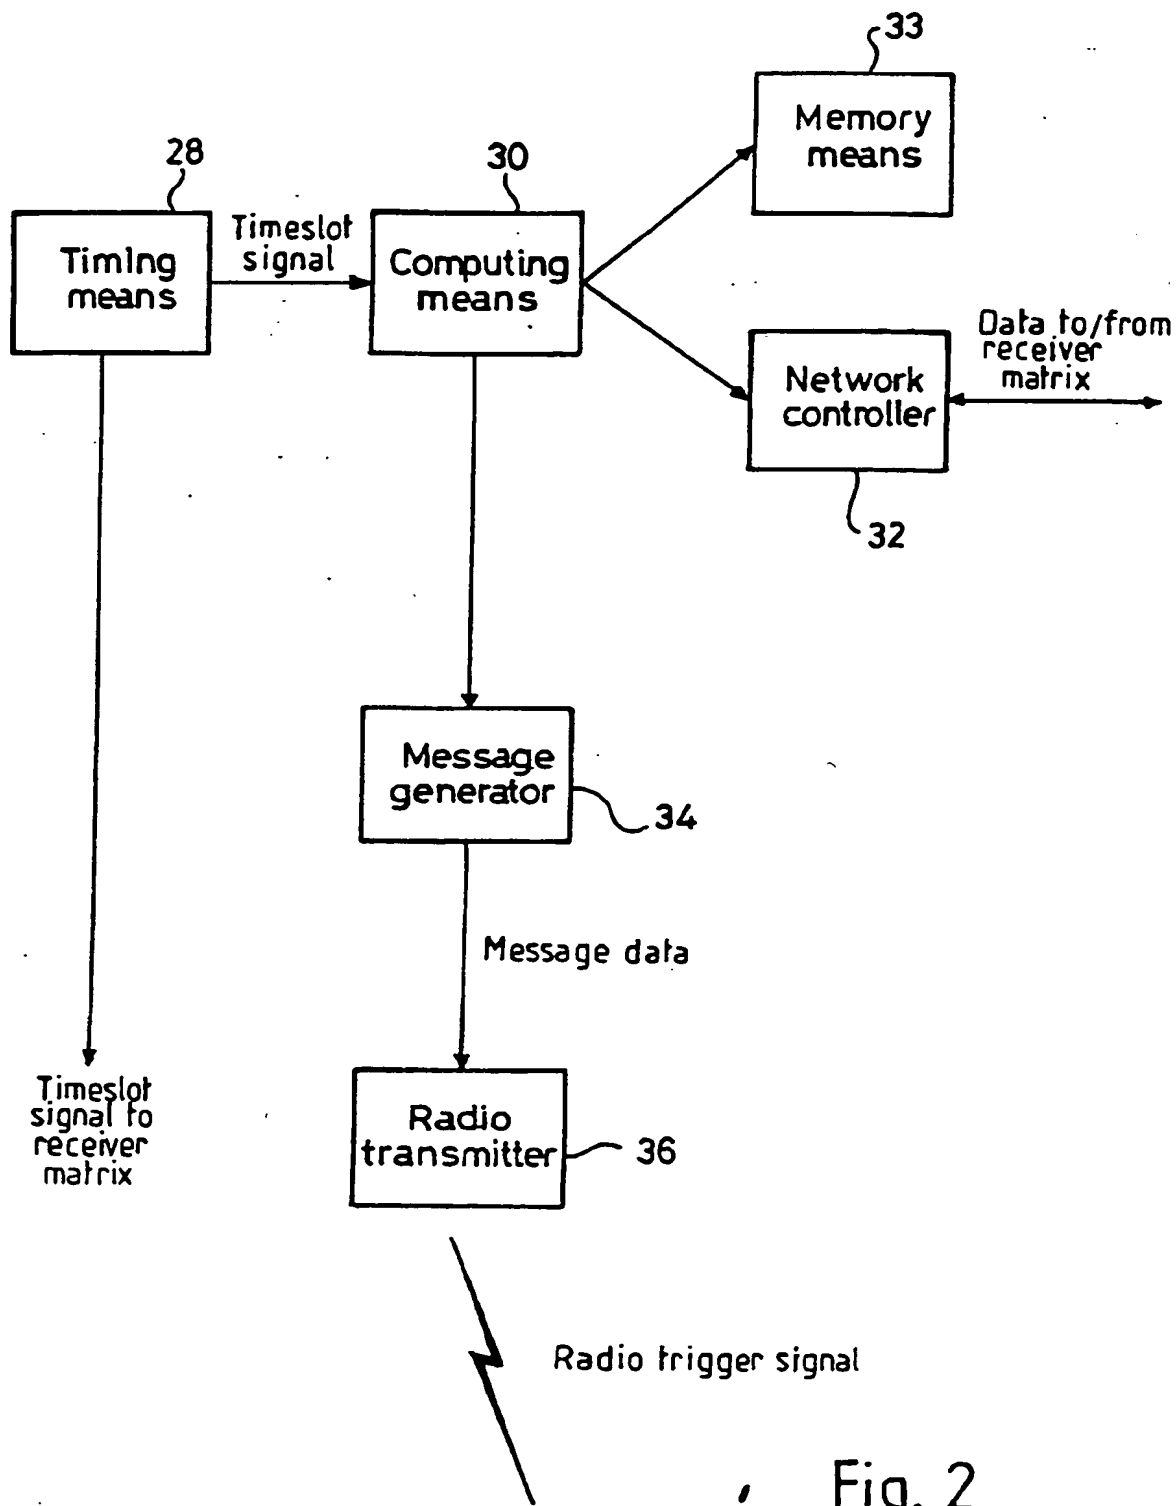 33
Memory
means
28
30
Timeslot
signal
Timing
means
Computing
means
Data to/from
receiver
matrix
Network
controller
32
Message
generator
34
Message data
Timeslot
signal to
receiver
matrix
Radio
transmitter
36
Radio trigger signal
Fig. 2